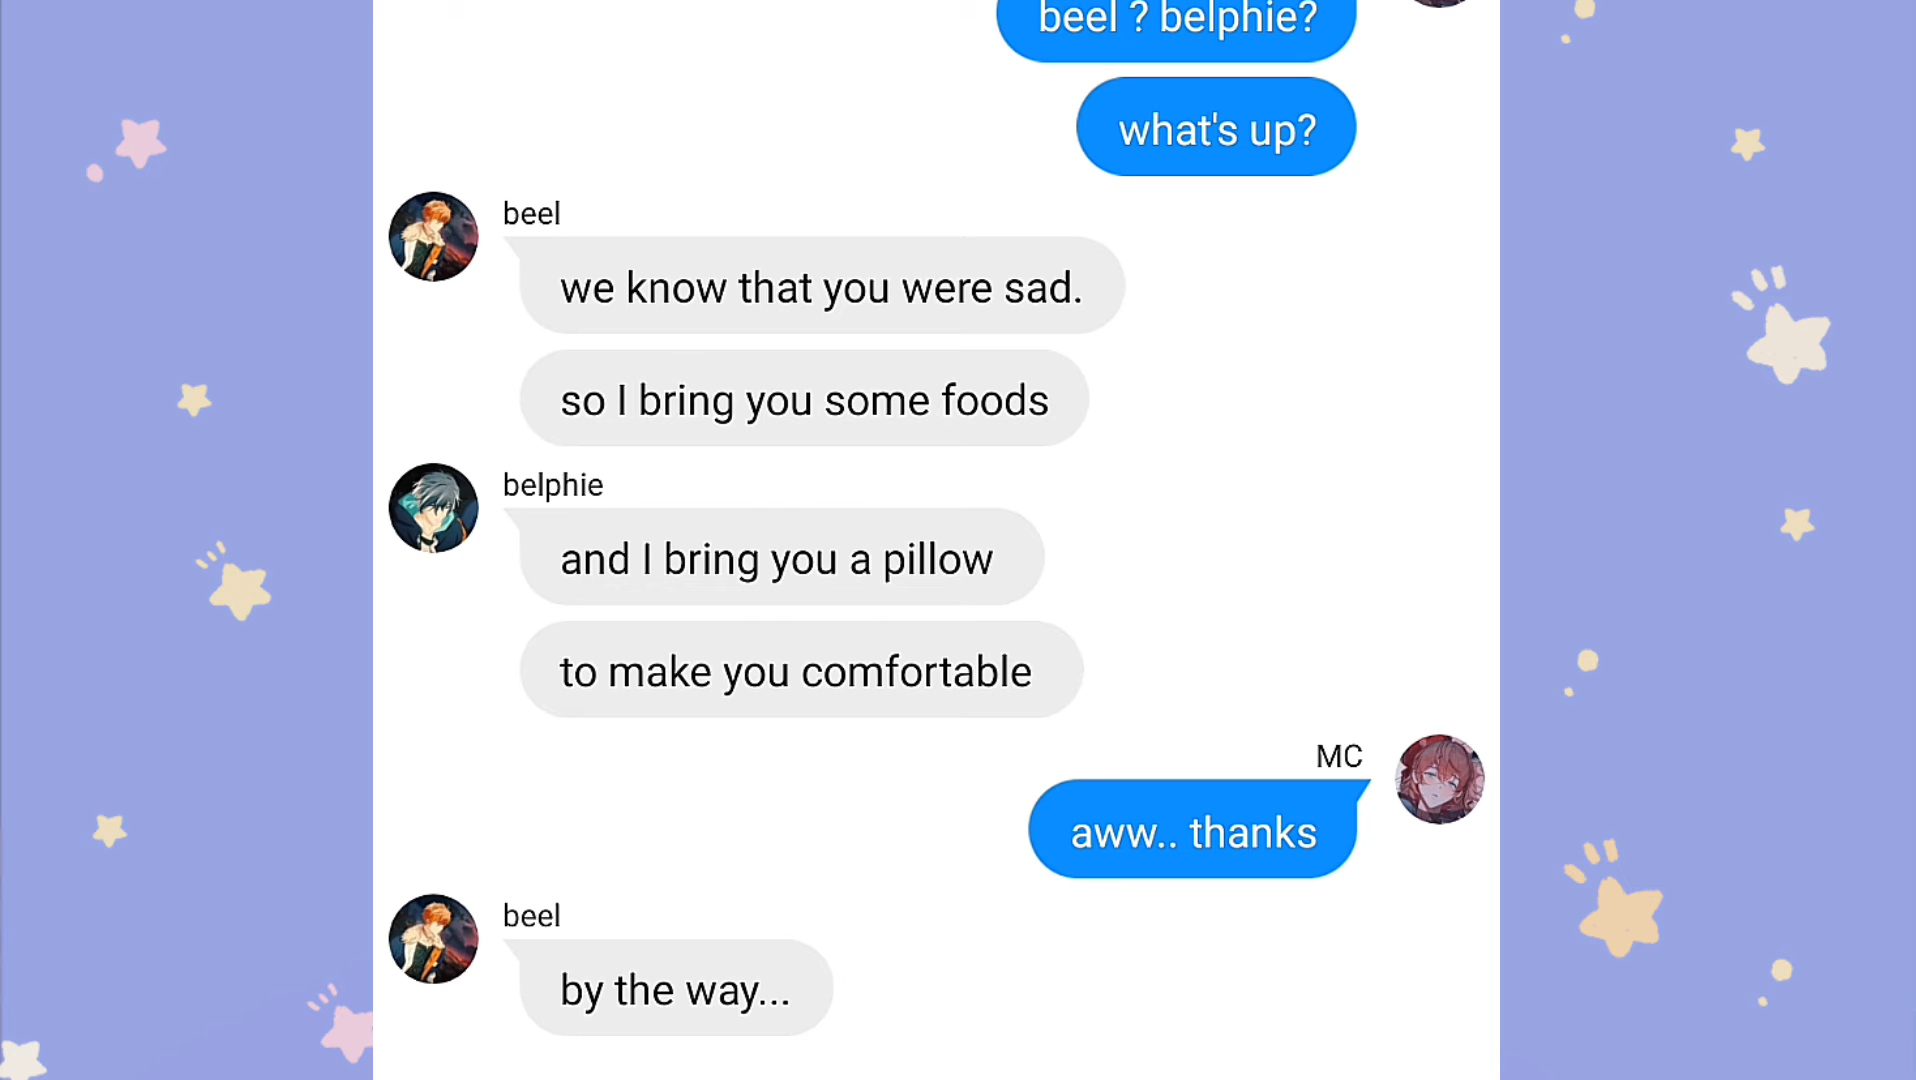 beel ? belphie?
what's up?
beel
we know that you were sad.
so I bring you some foods
belphie
and I bring you a pillow
to make you comfortable
MC
aww.. thanks
beel
by the way...